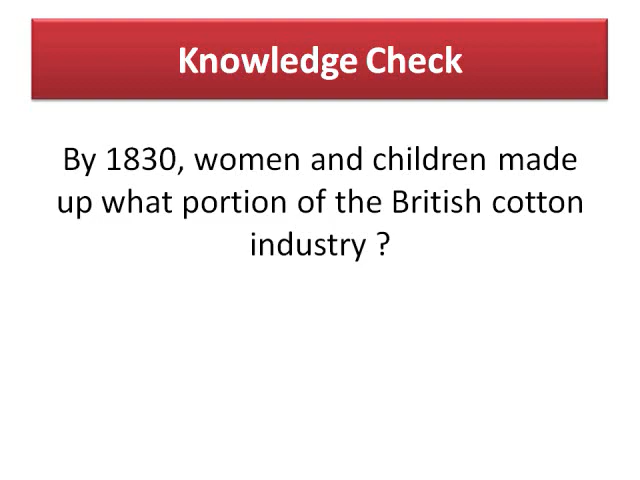 Knowledge Check
By 1830, women and children made
up what portion of the British cotton
industry ?